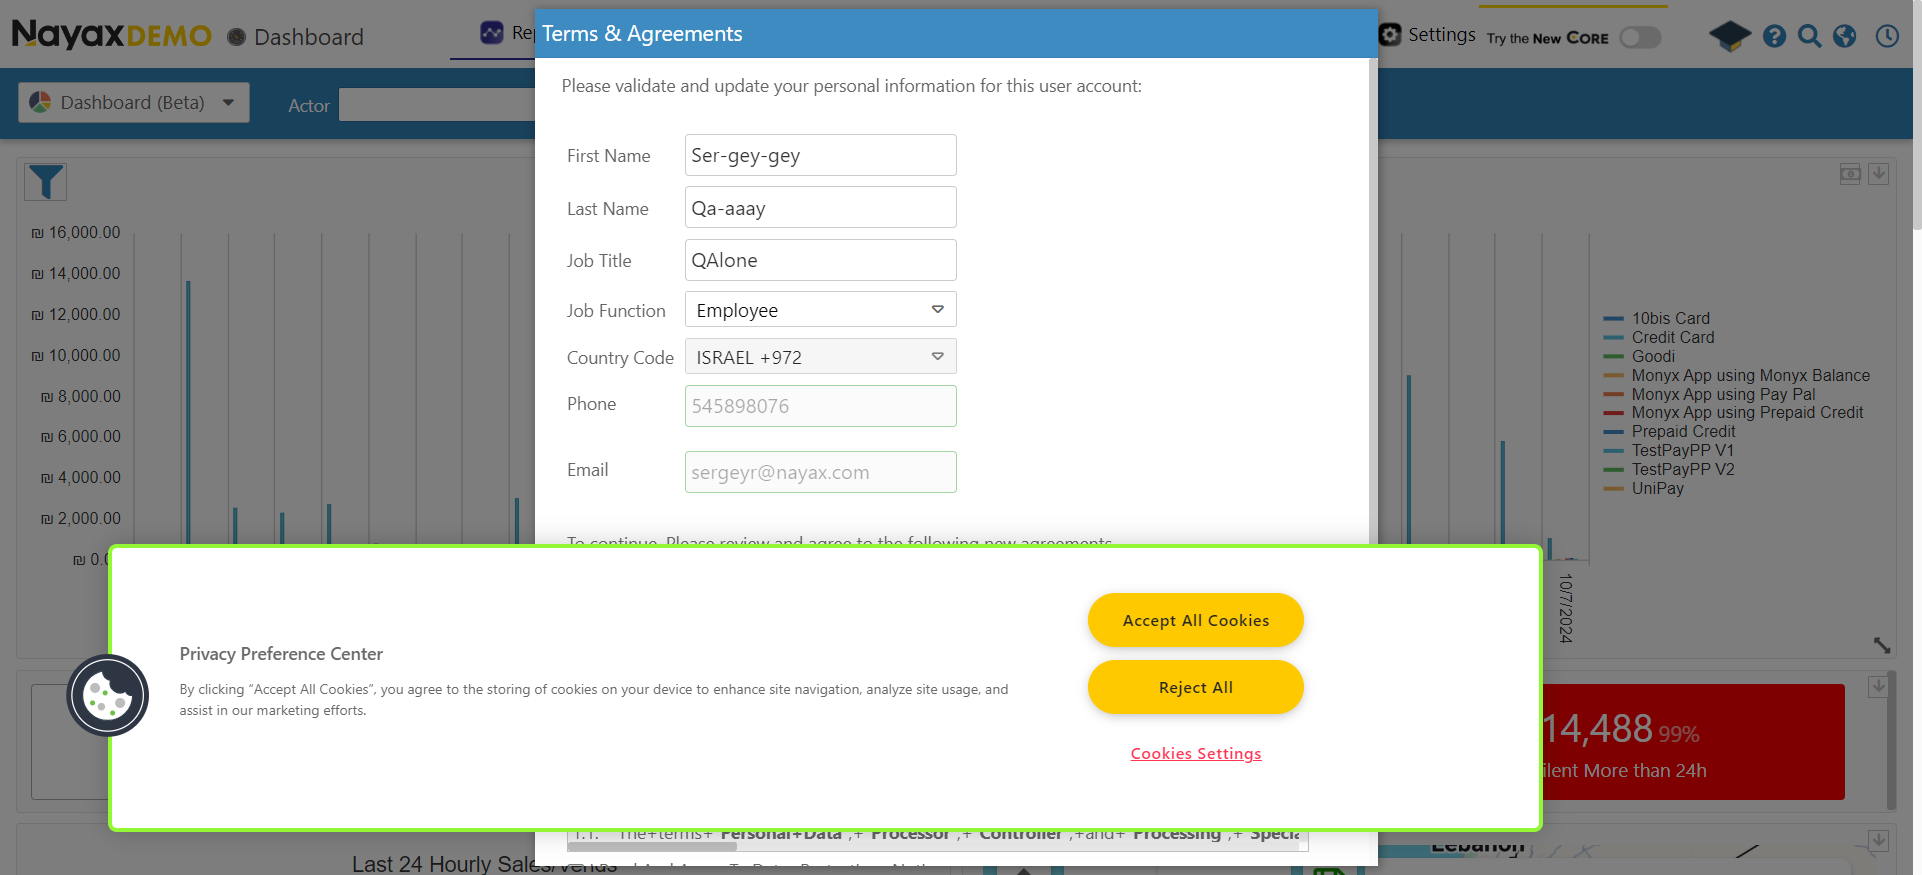 NayaxDEMO
Dashboard
Rep
Terms & Agreements
Settings
Try the New CORE
Dashboard (Beta)
Actor
Please validate and update your personal information for this user account:
First Name
Ser-gey-gey
Last Name
Qa-aaay
Job Title
QAlone
Job Function
Employee
Country Code
ISRAEL +972
Phone
545898076
Email
sergeyr@nayax.com
To continue, Please review and agree to the following new agreements
₪ 16,000.00
₪ 14,000.00
₪ 12,000.00
₪ 10,000.00
₪ 8,000.00
₪ 6,000.00
₪ 4,000.00
₪ 2,000.00
₪ 0.0
10bis Card
Credit Card
Goodi
Monyx App using Monyx Balance
Monyx App using Pay Pal
Monyx App using Prepaid Credit
Prepaid Credit
TestPayPP V1
TestPayPP V2
UniPay
10/7/2024
Privacy Preference Center
By clicking “Accept All Cookies”, you agree to the storing of cookies on your device to enhance site navigation, analyze site usage, and
assist in our marketing efforts.
Accept All Cookies
Reject All
Cookies Settings
14,488 99%
ilent More than 24h
1.1. The+terms+"Personal+Data",+"Processor",+"Controller",+and+"Processing",+"Specia
Last 24 Hourly Sales/Vends
Lebanon